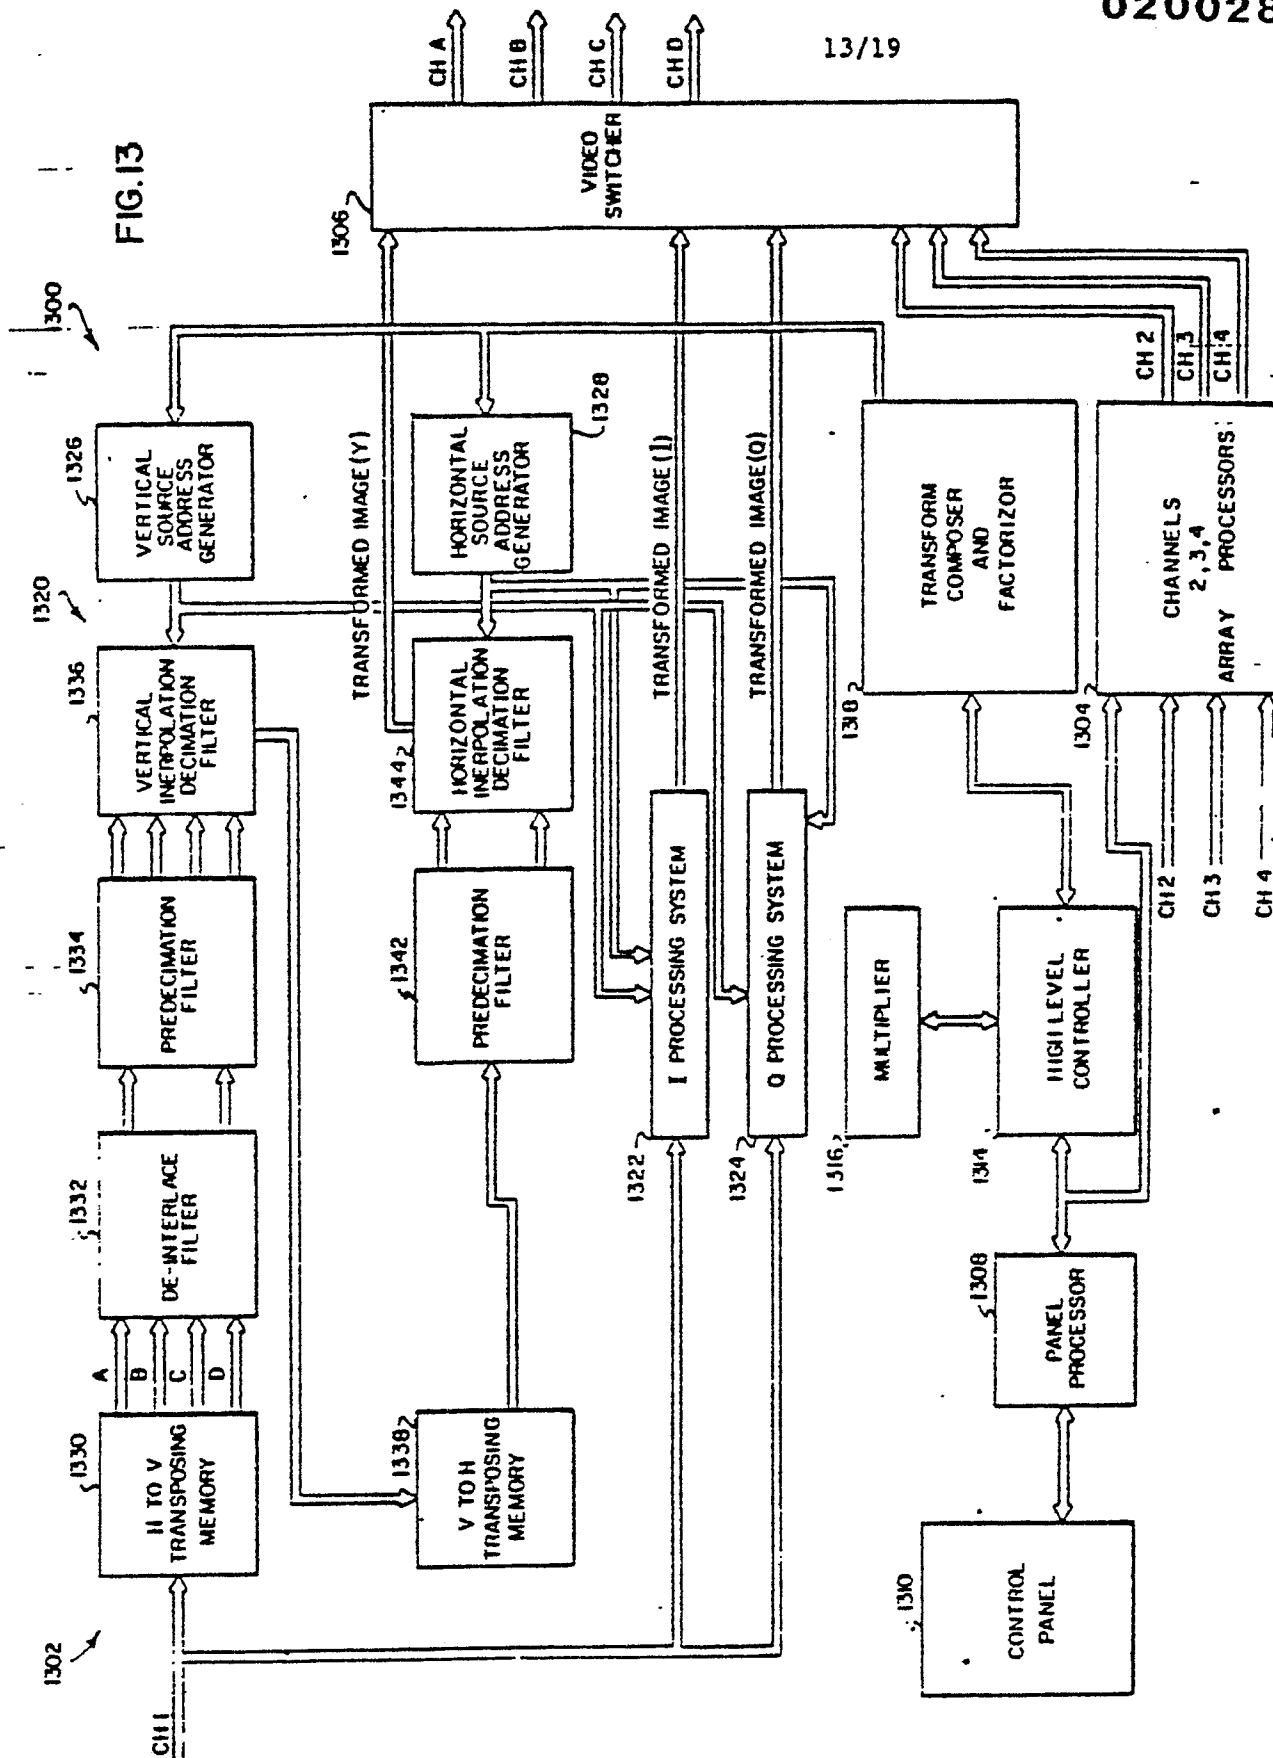 020028
13/19
FIG.13
1300
1302
CH 1
1330
H TO V
TRANSPOSING
MEMORY
A
B
C
D
1332
DE-INTERLACE
FILTER
1334
PREDECIMATION
FILTER
1336
VERTICAL
INERPOLATION
DECIMATION
FILTER
1320
1326
VERTICAL
SOURCE
ADDRESS
GENERATOR
1338
V TO H
TRANSPOSING
MEMORY
1342
PREDECIMATION
FILTER
1344
HORIZONTAL
INERPOLATION
DECIMATION
FILTER
TRANSFORMED IMAGE(Y)
HORIZONTAL
SOURCE
ADDRESS
GENERATOR
1328
1306
VIDEO
SWITCHER
CH A
CH B
CH C
CH D
1322
I PROCESSING SYSTEM
TRANSFORMED IMAGE(I)
1324
Q PROCESSING SYSTEM
TRANSFORMED IMAGE(Q)
1316
MULTIPLIER
1318
TRANSFORM
COMPOSER
AND
FACTORIZOR
1310
CONTROL
PANEL
1308
PANEL
PROCESSOR
1314
HIGH LEVEL
CONTROLLER
1304
CHANNELS
2,3,4
ARRAY PROCESSORS
CH 2
CH 3
CH 4
CH 2
CH 3
CH 4